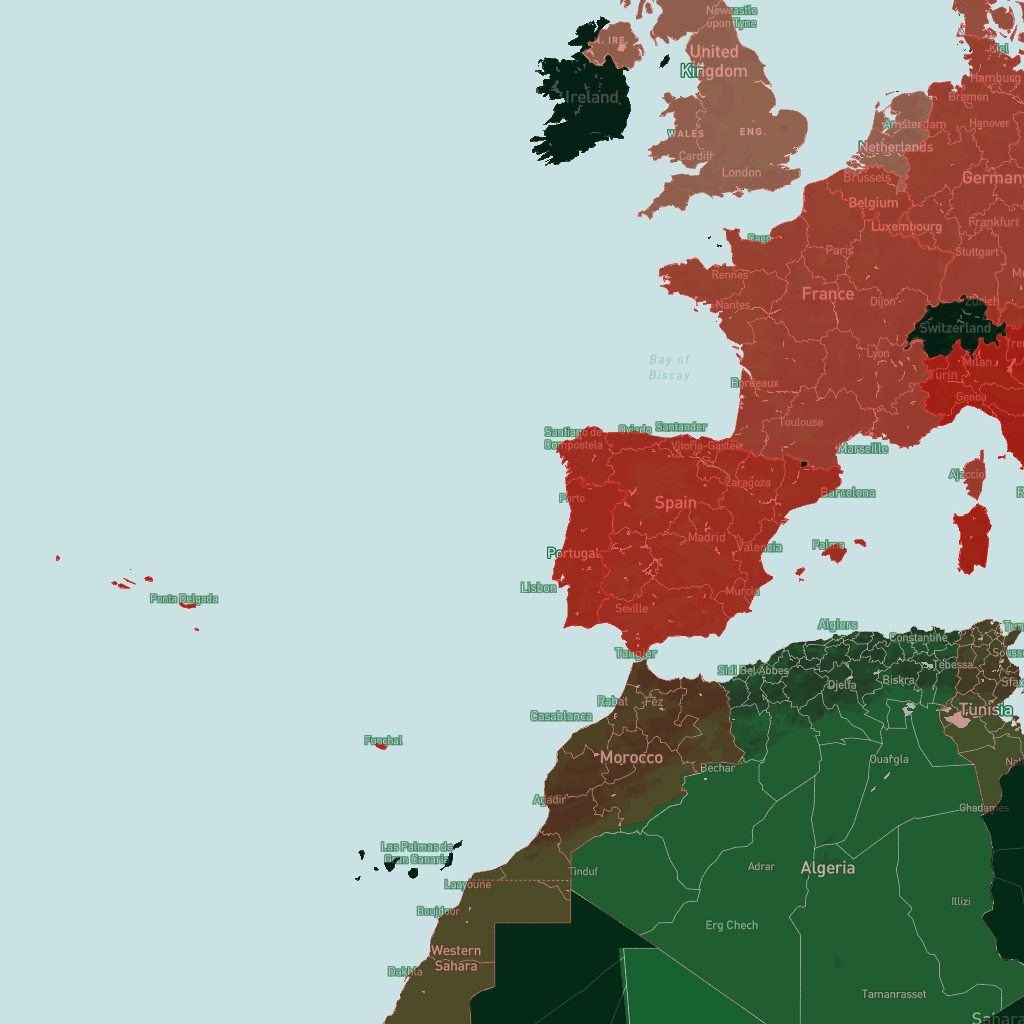 Newcastle
upon Tyne
N. IRE.
United
Kingdom
Kiel
Hamburg
Ireland
Bremen
Amsterdam
Hanover
WALES
ENG.
Netherlands
Cardiff
London
Brussels
Germany
Belgium
Luxembourg
Frankfurt
Caen
Paris
Stuttgart
Rennes
France
Dijon
Zürich
Nantes
Switzerland
Bay of
Biscay
Lyon
Milan
Turin
Bordeaux
Genoa
Toulouse
Santiago de
Compostela
Oviedo
Santander
Vitoria-Gasteiz
Marseille
Ajaccio
Zaragoza
Barcelona
Porto
Spain
Madrid
Valencia
Palma
Portugal
Lisbon
Murcia
Ponta Delgada
Seville
Algiers
Constantine
Tangier
Sidi Bel Abbes
Tebessa
Biskra
Djelfa
Sfax
Rabat
Fez
Casablanca
Tunisia
Funchal
Morocco
Ouafgla
Bechar
Agadir
Ghadames
Las Palmas de
Gran Canaria
Tinduf
Adrar
Algeria
Laayoune
Illizi
Boujdour
Erg Chech
Western
Sahara
Dakhla
Tamanrasset
Sahara